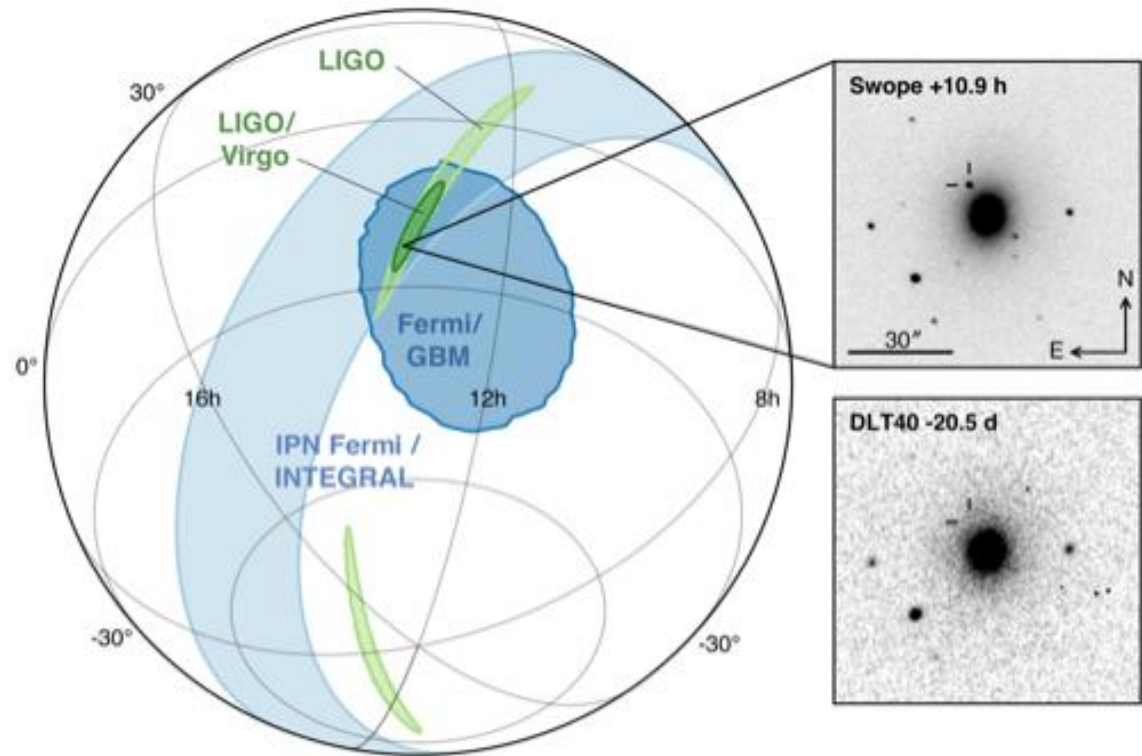 LIGO
30°
LIGO/
Virgo
Fermi/
GBM
0°
16h
12h
8h
IPN Fermi /
INTEGRAL
-30°
-30°
Swope +10.9 h
N
30″
E
DLT40 -20.5 d